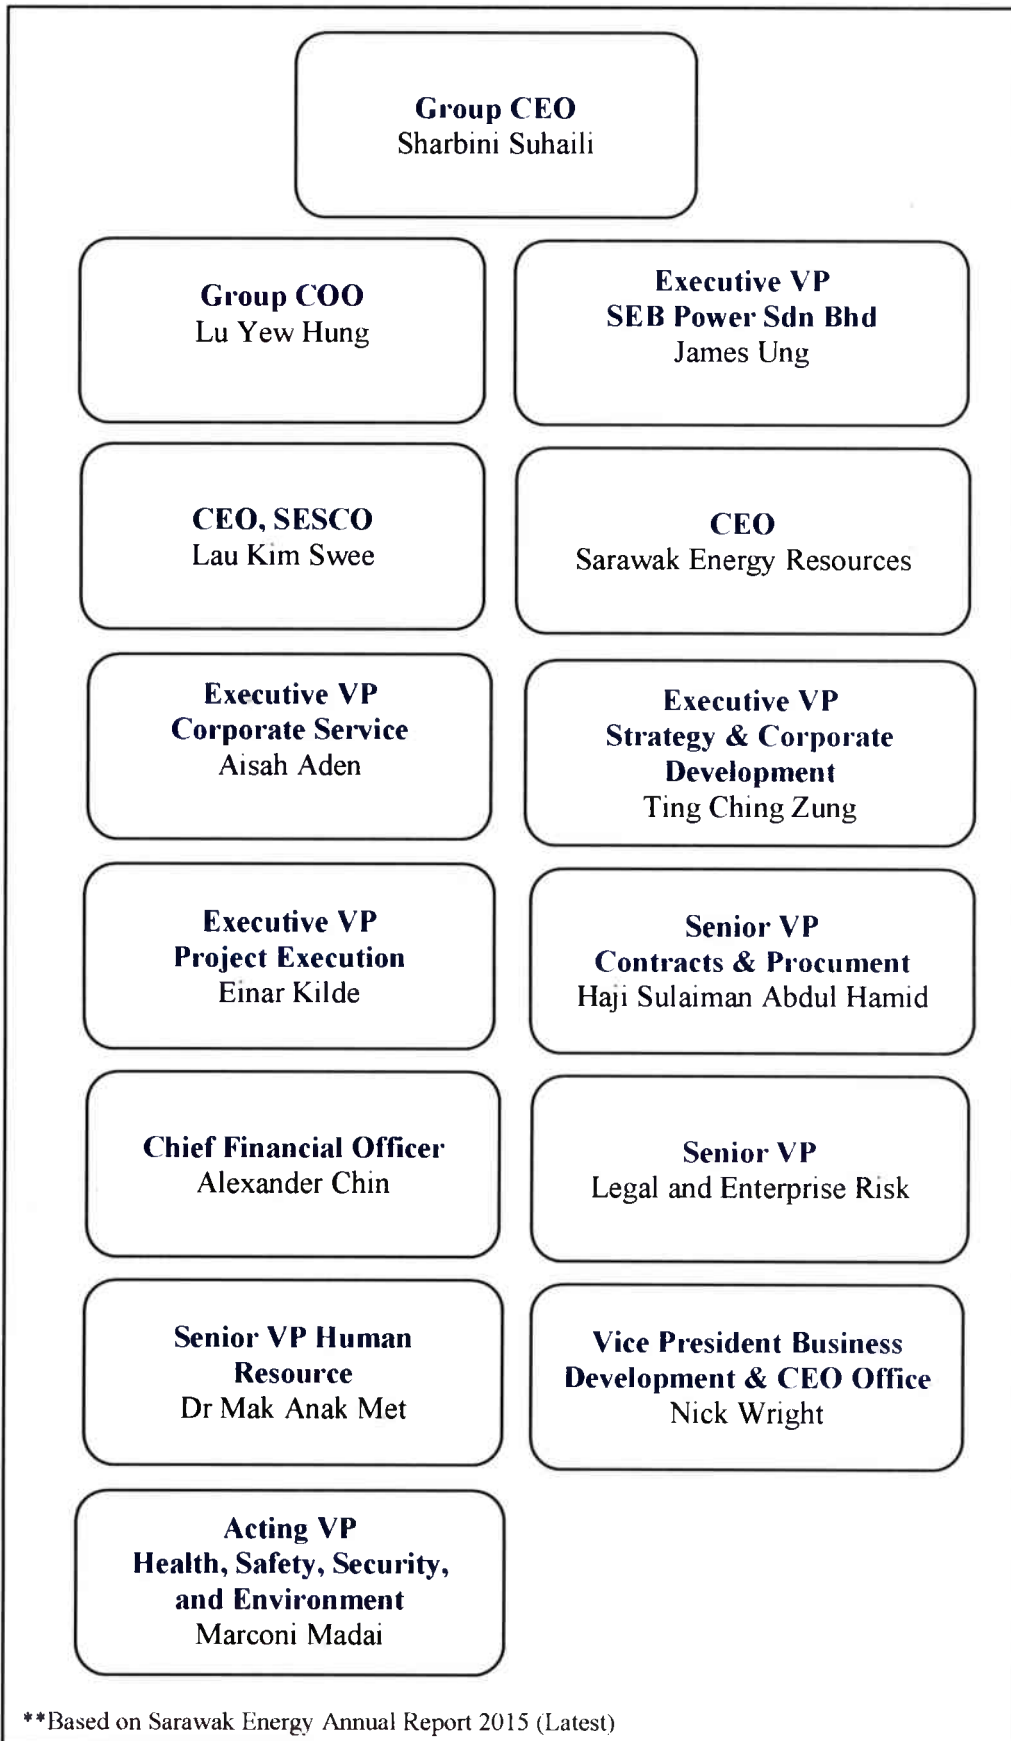 Group CEO
Sharbini Suhaili
Group COO
Lu Yew Hung
Executive VP
SEB Power Sdn Bhd
James Ung
CEO, SESCO
Lau Kim Swee
CEO
Sarawak Energy Resources
Executive VP
Corporate Service
Aisah Aden
Executive VP
Strategy & Corporate
Development
Ting Ching Zung
Executive VP
Project Execution
Einar Kilde
Senior VP
Contracts & Procument
Haji Sulaiman Abdul Hamid
Chief Financial Officer
Alexander Chin
Senior VP
Legal and Enterprise Risk
Senior VP Human
Resource
Dr Mak Anak Met
Vice President Business
Development & CEO Office
Nick Wright
Acting VP
Health, Safety, Security,
and Environment
Marconi Madai
**Based on Sarawak Energy Annual Report 2015 (Latest)